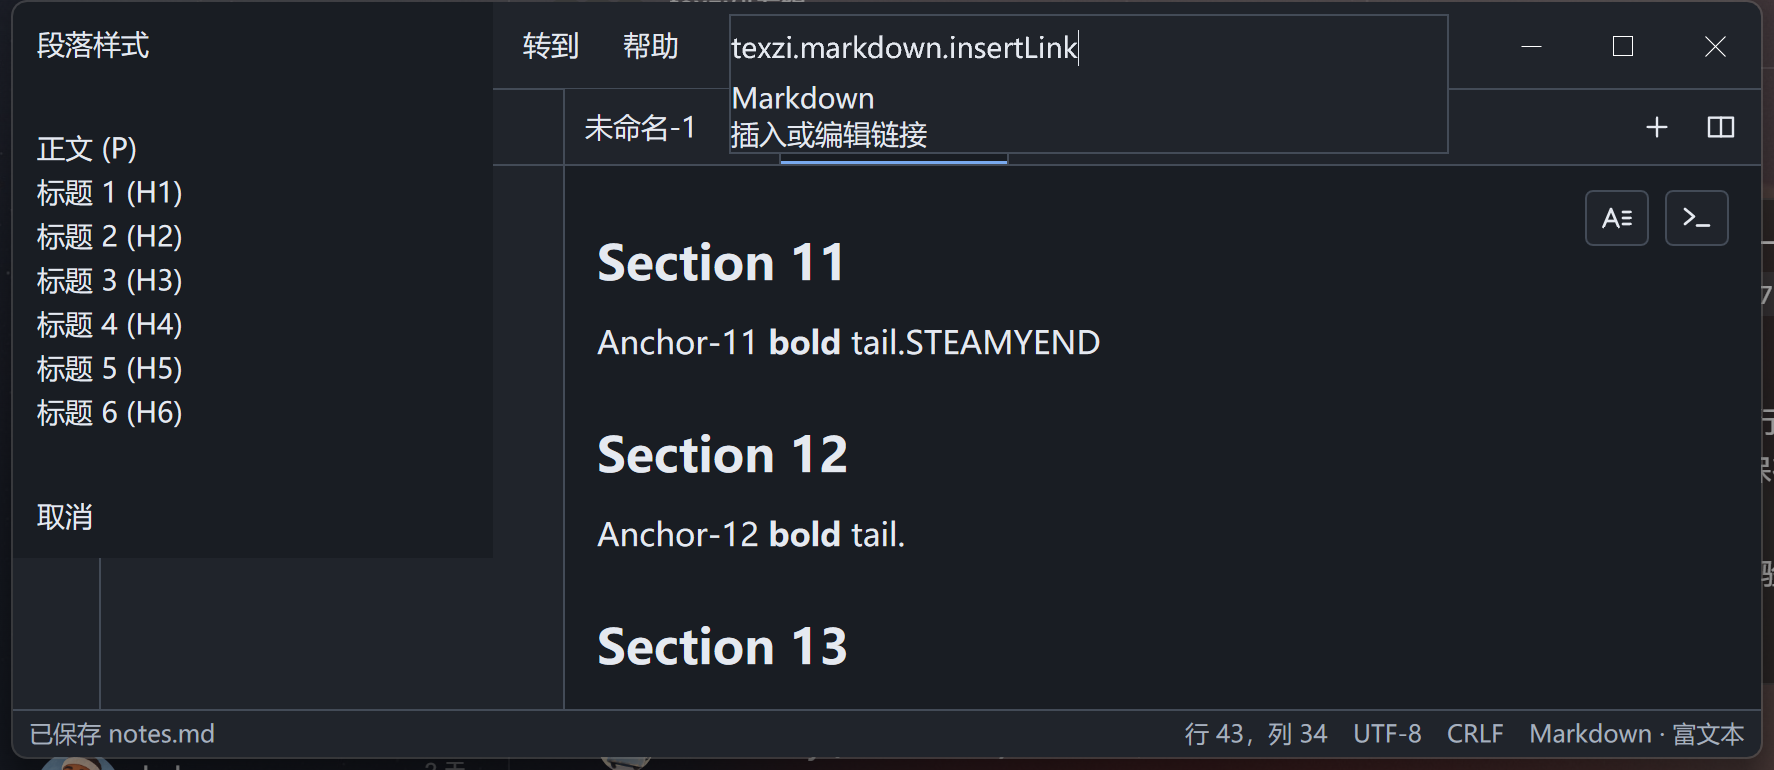 段落样式
正文 (P)
标题 1 (H1)
标题 2 (H2)
标题 3 (H3)
标题 4 (H4)
标题 5 (H5)
标题 6 (H6)
取消
转到
帮助
texzi.markdown.insertLink
Markdown
插入或编辑链接
未命名-1
Section 11
Anchor-11 bold tail.STEAMYEND
Section 12
Anchor-12 bold tail.
Section 13
已保存 notes.md
行 43，列 34
UTF-8
CRLF
Markdown · 富文本